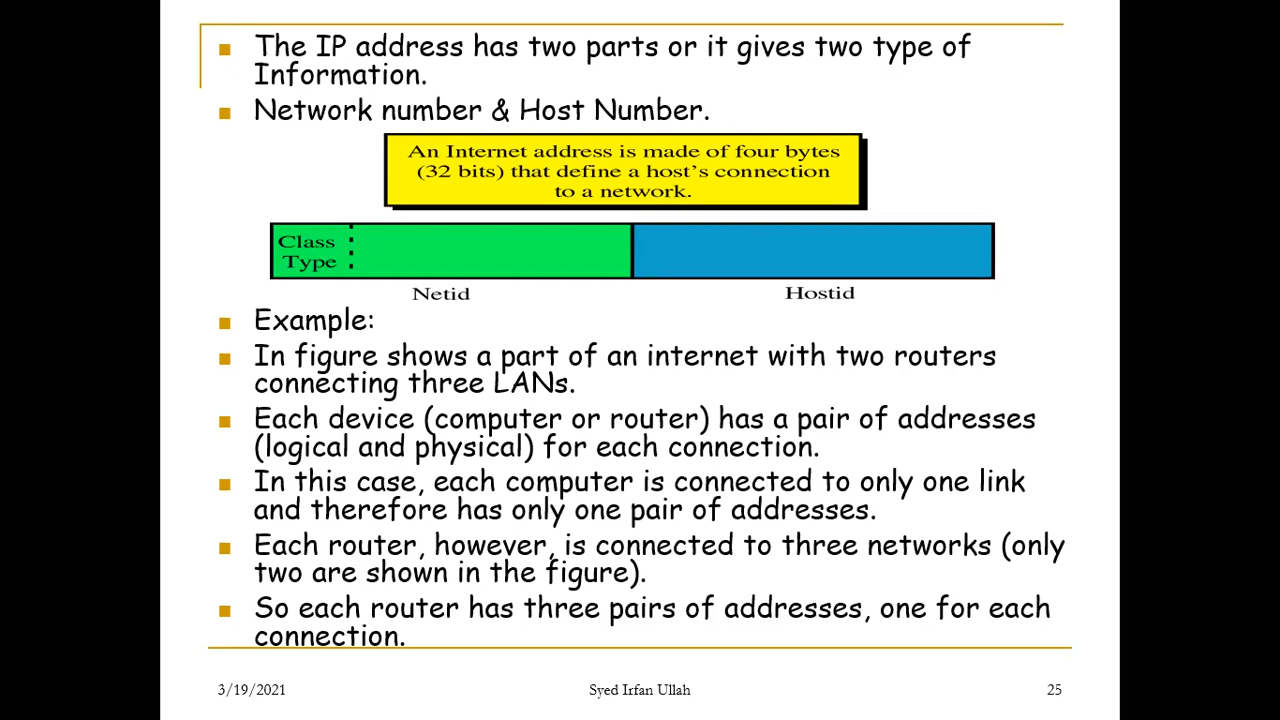 The IP address has two parts or it gives two type of
Information.
Network number & Host Number.
An Internet address is made of four bytes
(32 bits) that define a host's connection
to a network.
Class
Type
Netid
Hostid
Example:
In figure shows a part of an internet with two routers
connecting three LANs.
Each device (computer or router) has a pair of addresses
(logical and physical) for each connection.
In this case, each computer is connected to only one link
and therefore has only one pair of addresses.
Each router, however, is connected to three networks (only
two are shown in the figure).
So each router has three pairs of addresses, one for each
connection.
3/19/2021
Syed Irfan Ullah
25